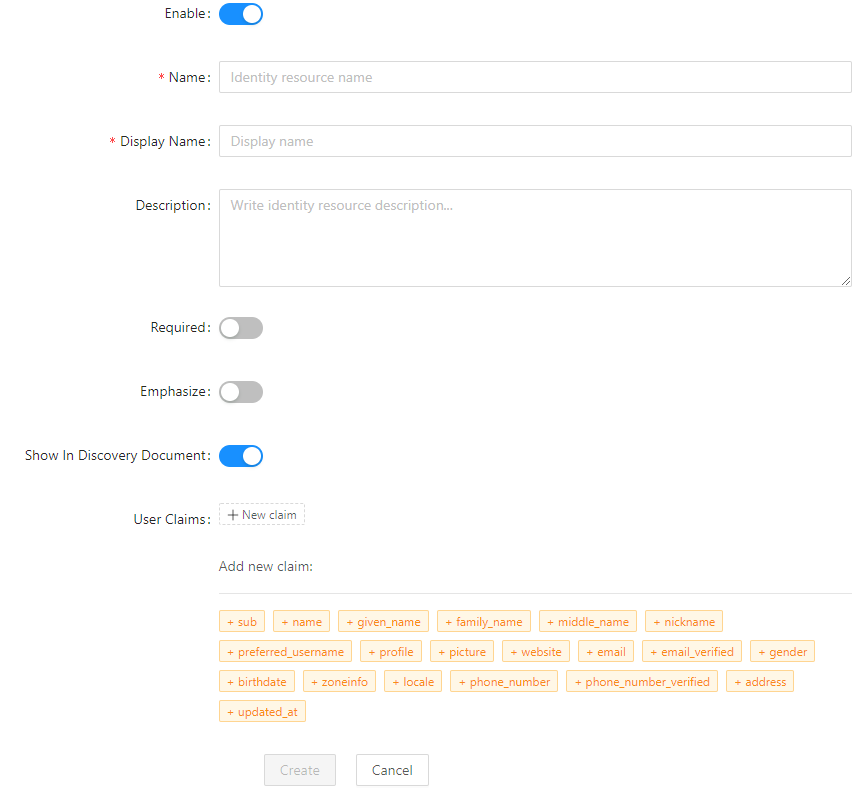 Enable:
* Name: Identity resource name
* Display Name: Display name
Description: Write identity resource description...
Required:
Emphasize:
Show In Discovery Document:
User Claims: + New claim
Add new claim:
+ sub + name + given_name + family_name + middle_name + nickname
+ preferred_username + profile + picture + website + email + email_verified + gender
+ birthdate + zoneinfo + locale + phone_number + phone_number_verified + address
+ updated_at
Create Cancel